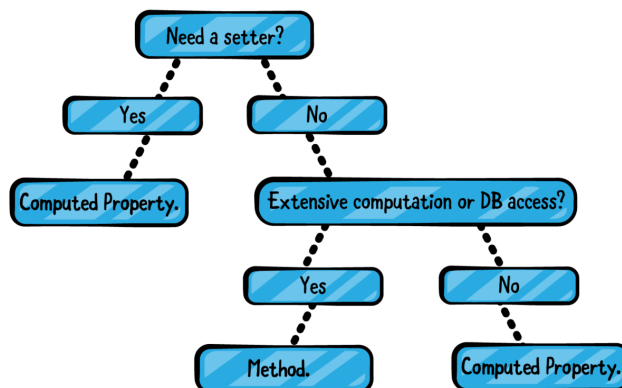 Need a setter?
Yes
No
Computed Property.
Extensive computation or DB access?
Yes
No
Method.
Computed Property.